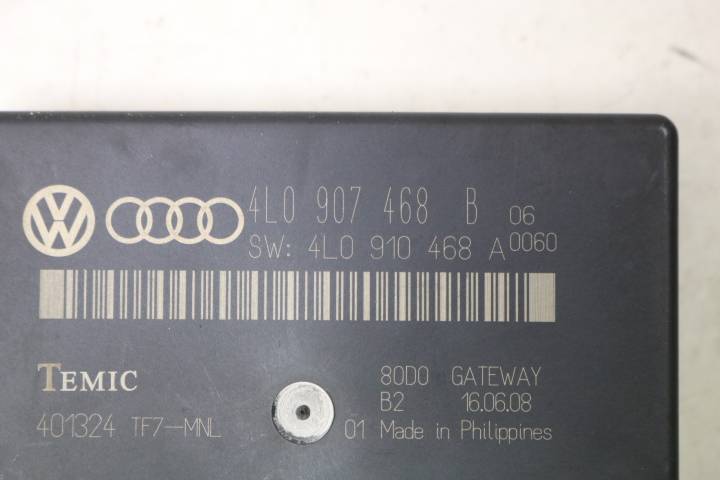 4L0 907 468 B 06
SW: 4L0 910 468 A 0060
TEMIC
80D0 GATEWAY
B2 16.06.08
401324 TF7--MNL
01 Made in Philippines